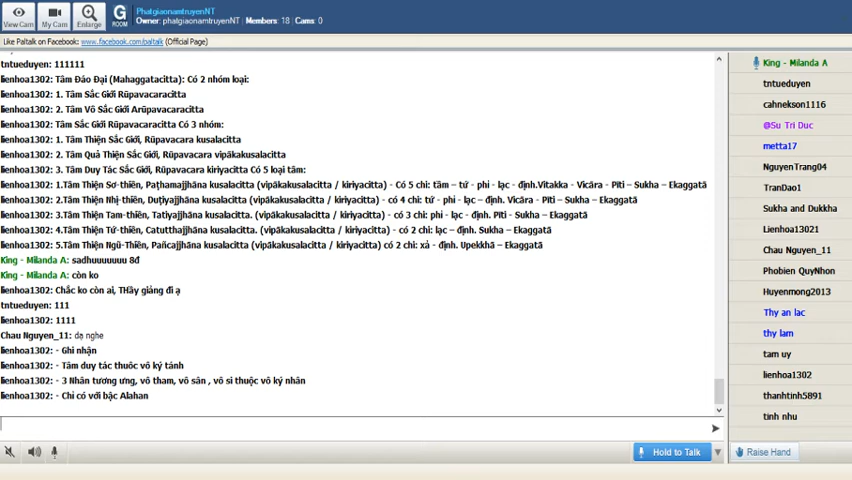 View Cam
My Cam
Enlarge
G
ROOM
PhatgiaonamtruyenNT
Owner: phatgiaonamtruyenNT | Members: 18 | Cams: 0
Like Paltalk on Facebook: www.facebook.com/paltalk (Official Page)
tntueduyen: 111111
lienhoa1302: Tâm Đáo Đại (Mahaggatacitta): Có 2 nhóm loại:
lienhoa1302: 1. Tâm Sắc Giới Rūpavacaracitta
lienhoa1302: 2. Tâm Vô Sắc Giới Arūpavacaracitta
lienhoa1302: Tâm Sắc Giới Rūpavacaracitta Có 3 nhóm:
lienhoa1302: 1. Tâm Thiện Sắc Giới, Rūpavacara kusalacitta
lienhoa1302: 2. Tâm Quả Thiện Sắc Giới, Rūpavacara vipākakusalacitta
lienhoa1302: 3. Tâm Duy Tác Sắc Giới, Rūpavacara kiriyacitta Có 5 loại tâm:
lienhoa1302: 1.Tâm Thiện Sơ-thiền, Paṭhamajjhāna kusalacitta (vipākakusalacitta / kiriyacitta) - Có 5 chi: tầm – tứ - phỉ - lạc - định.Vitakka - Vicāra - Pīti – Sukha – Ekaggatā
lienhoa1302: 2.Tâm Thiện Nhị-thiền, Duṭiyajjhāna kusalacitta (vipākakusalacitta / kiriyacitta) - có 4 chi: tứ - phỉ - lạc – định. Vicāra - Pīti – Sukha - Ekaggatā
lienhoa1302: 3.Tâm Thiện Tam-thiền, Tatiyajjhāna kusalacitta. (vipākakusalacitta / kiriyacitta) - có 3 chi: phỉ - lạc - định. Pīti - Sukha – Ekaggatā
lienhoa1302: 4.Tâm Thiện Tứ-thiền, Catutthajjhāna kusalacitta. (vipākakusalacitta / kiriyacitta) - có 2 chi: lạc – định. Sukha – Ekaggatā
lienhoa1302: 5.Tâm Thiện Ngũ-Thiền, Pañcajjhāna kusalacitta (vipākakusalacitta / kiriyacitta) có 2 chi: xả - định. Upekkhā – Ekaggatā
King - Milanda A: sadhuuuuuuu 8đ
King - Milanda A: còn ko
lienhoa1302: Chắc ko còn ai, THầy giảng đi ạ
tntueduyen: 111
lienhoa1302: 1111
Chau Nguyen_11: dạ nghe
lienhoa1302: - Ghi nhận
lienhoa1302: - Tâm duy tác thuôc vô ký tánh
lienhoa1302: - 3 Nhân tương ưng, vô tham, vô sân , vô si thuộc vô ký nhân
lienhoa1302: - Chỉ có với bậc Alahan
Hold to Talk
King - Milanda A
tntueduyen
cahnekson1116
@Su Tri Duc
metta17
NguyenTrang04
TranDao1
Sukha and Dukkha
Lienhoa13021
Chau Nguyen_11
Phobien QuyNhon
Huyenmong2013
Thy an lac
thy lam
tam uy
lienhoa1302
thanhtinh5891
tinh nhu
Raise Hand